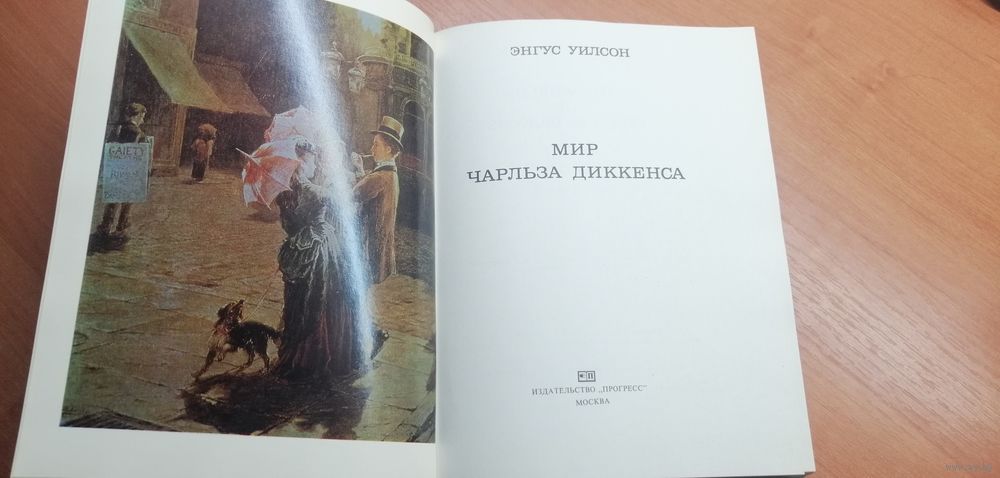 GAIETY
ЭНГУС УИЛСОН
МИР
ЧАРЛЬЗА ДИККЕНСА
ИЗДАТЕЛЬСТВО „ПРОГРЕСС"
МОСКВА